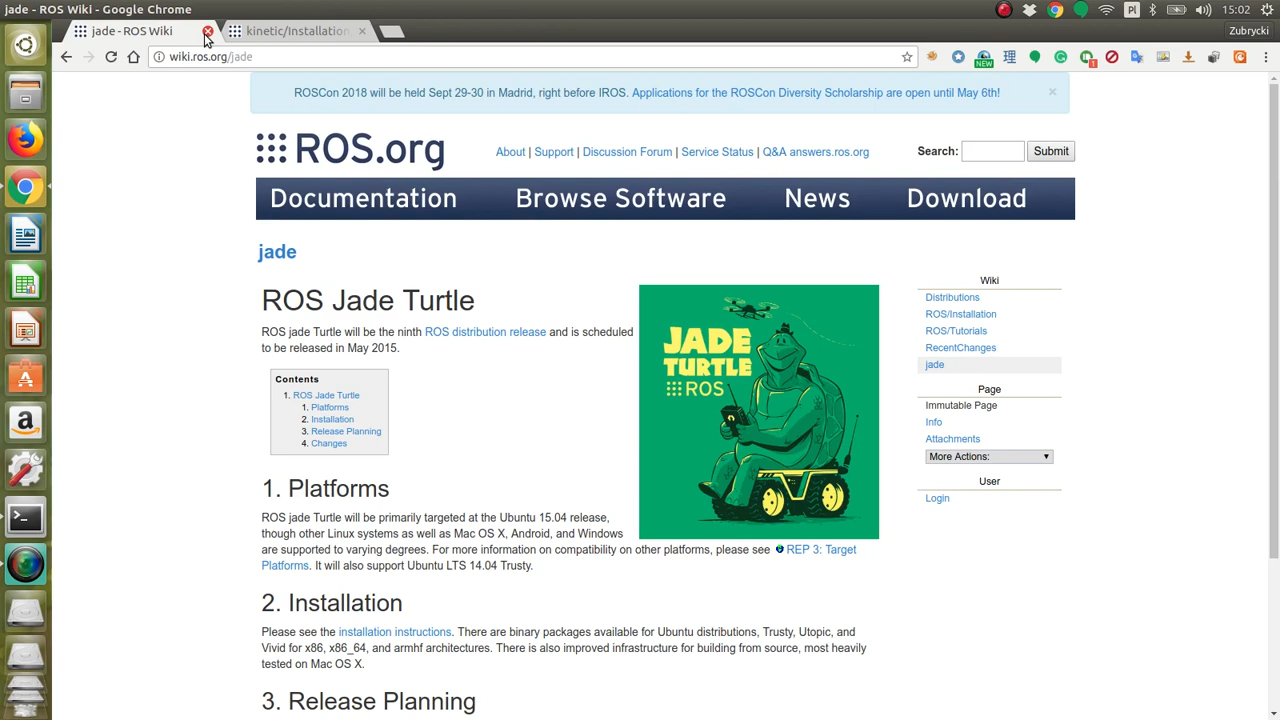 jade - ROS Wiki - Google Chrome
Pl
15:02
jade - ROS Wiki
kinetic/Installation
Zubrycki
wiki.ros.org/jade
理
NEW
1
ROSCon 2018 will be held Sept 29-30 in Madrid, right before IROS. Applications for the ROSCon Diversity Scholarship are open until May 6th!
×
ROS.org
About | Support | Discussion Forum | Service Status | Q&A answers.ros.org
Search:
Submit
Documentation
Browse Software
News
Download
jade
ROS Jade Turtle
ROS jade Turtle will be the ninth ROS distribution release and is scheduled
to be released in May 2015.
Contents
1. ROS Jade Turtle
1. Platforms
2. Installation
3. Release Planning
4. Changes
JADE
TURTLE
ROS
1. Platforms
ROS jade Turtle will be primarily targeted at the Ubuntu 15.04 release,
though other Linux systems as well as Mac OS X, Android, and Windows
are supported to varying degrees. For more information on compatibility on other platforms, please see REP 3: Target
Platforms. It will also support Ubuntu LTS 14.04 Trusty.
2. Installation
Please see the installation instructions. There are binary packages available for Ubuntu distributions, Trusty, Utopic, and
Vivid for x86, x86_64, and armhf architectures. There is also improved infrastructure for building from source, most heavily
tested on Mac OS X.
3. Release Planning
Wiki
Distributions
ROS/Installation
ROS/Tutorials
RecentChanges
jade
Page
Immutable Page
Info
Attachments
More Actions:
User
Login